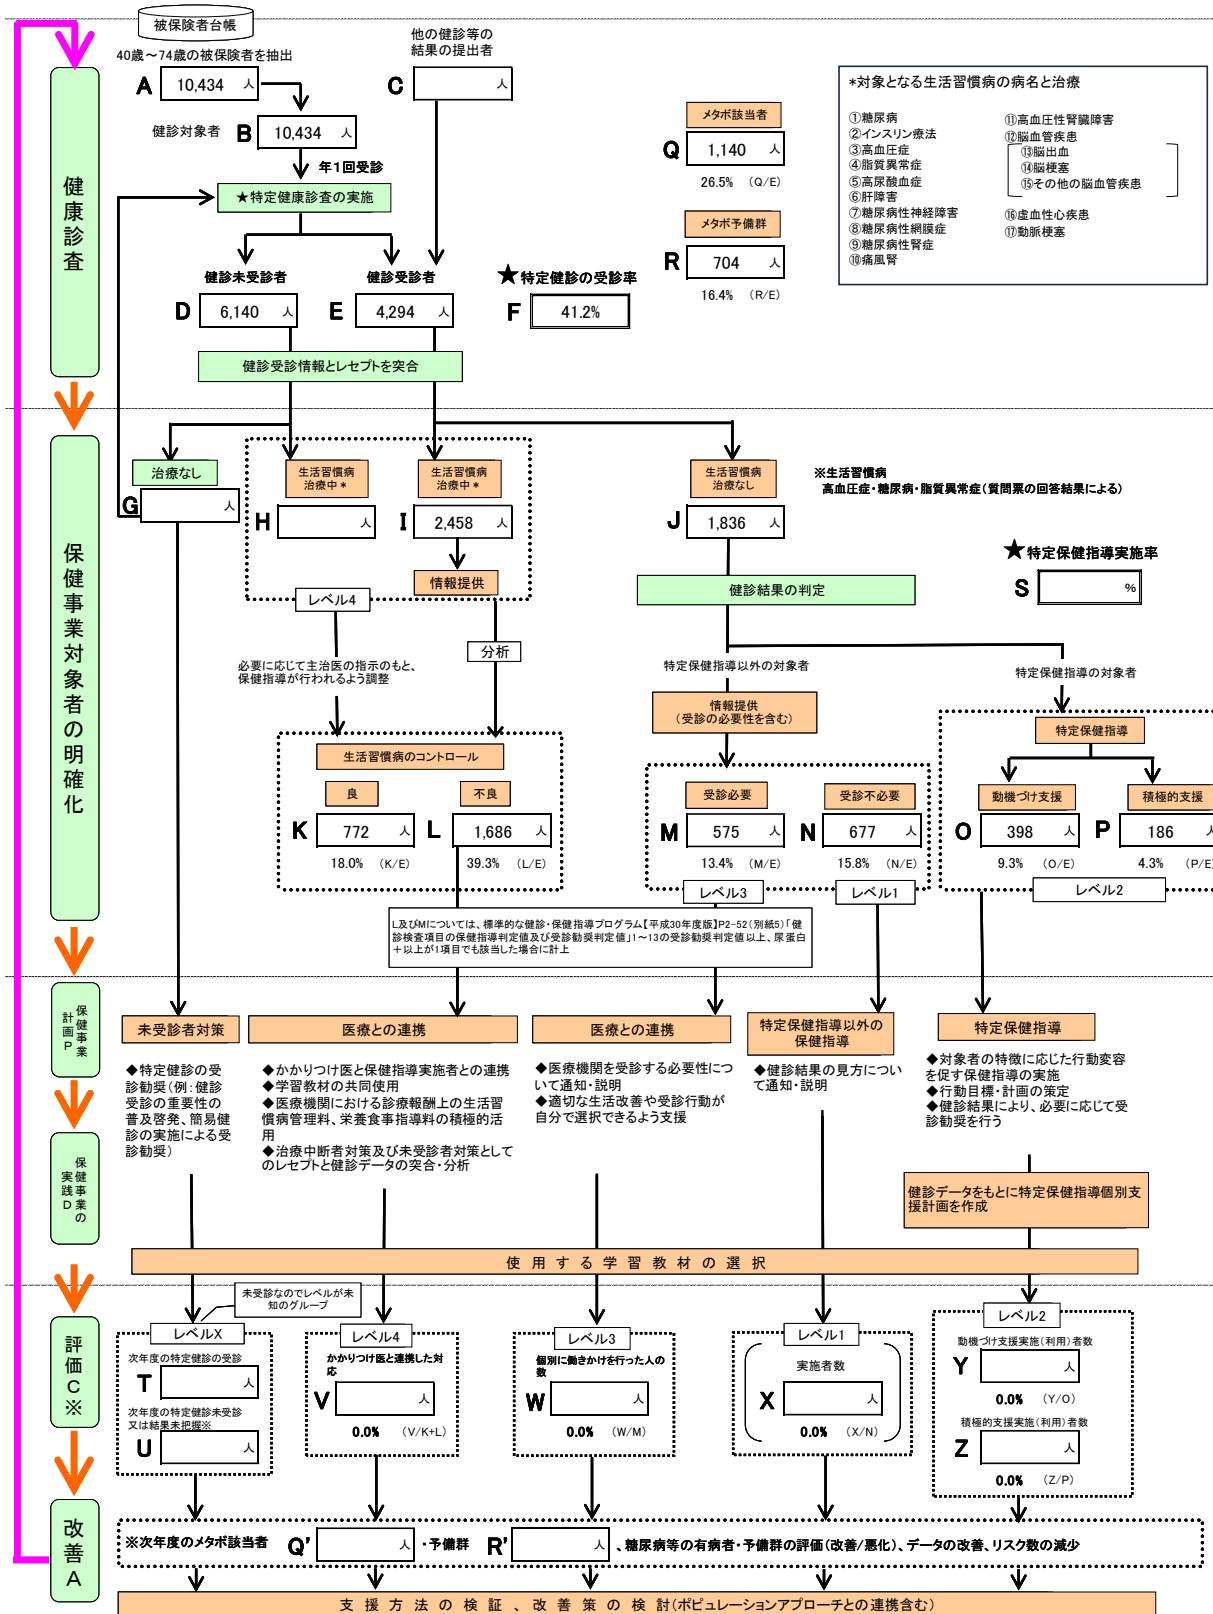 被保険者台帳
40歳～74歳の被保険者を抽出
A 10,434 人
他の健診等の
結果の提出者
C 人
健診対象者 B 10,434 人
年1回受診
★特定健康診査の実施
健診未受診者
健診受診者
D 6,140 人
E 4,294 人
★特定健診の受診率
F 41.2%
メタボ該当者
Q 1,140 人
26.5% (Q/E)
メタボ予備群
R 704 人
16.4% (R/E)
*対象となる生活習慣病の病名と治療
①糖尿病
②インスリン療法
③高血圧症
④脂質異常症
⑤高尿酸血症
⑥肝障害
⑦糖尿病性神経障害
⑧糖尿病性網膜症
⑨糖尿病性腎症
⑩痛風腎
⑪高血圧性腎臓障害
⑫脳血管疾患
⑬脳出血
⑭脳梗塞
⑮その他の脳血管疾患
⑯虚血性心疾患
⑰動脈梗塞
健診受診情報とレセプトを突合
健康診査
治療なし
G 人
生活習慣病
治療中*
H 人
生活習慣病
治療中*
I 2,458 人
情報提供
レベル4
生活習慣病
治療なし
J 1,836 人
※生活習慣病
高血圧症・糖尿病・脂質異常症(質問票の回答結果による)
★特定保健指導実施率
S %
健診結果の判定
分析
必要に応じて主治医の指示のもと、
保健指導が行われるよう調整
特定保健指導以外の対象者
特定保健指導の対象者
情報提供
(受診の必要性を含む)
特定保健指導
生活習慣病のコントロール
良
不良
K 772 人
18.0% (K/E)
L 1,686 人
39.3% (L/E)
受診必要
受診不必要
M 575 人
13.4% (M/E)
N 677 人
15.8% (N/E)
動機づけ支援
積極的支援
O 398 人
9.3% (O/E)
P 186 人
4.3% (P/E)
レベル3
レベル1
レベル2
L及びMについては、標準的な健診・保健指導プログラム【平成30年度版】P2-52(別紙5)「健
診検査項目の保健指導判定値及び受診勧奨判定値」1～13の受診勧奨判定値以上、尿蛋白
＋以上が1項目でも該当した場合に計上
保健事業対象者の明確化
保健事業
計画P
未受診者対策
◆特定健診の受
診勧奨(例：健診
受診の重要性の
普及啓発、簡易健
診の実施による受
診勧奨)
医療との連携
◆かかりつけ医と保健指導実施者との連携
◆学習教材の共同使用
◆医療機関における診療報酬上の生活習
慣病管理料、栄養食事指導料の積極的活
用
◆治療中断者対策及び未受診者対策として
のレセプトと健診データの突合・分析
医療との連携
◆医療機関を受診する必要性につ
いて通知・説明
◆適切な生活改善や受診行動が
自分で選択できるよう支援
特定保健指導以外の
保健指導
◆健診結果の見方につい
て通知・説明
特定保健指導
◆対象者の特徴に応じた行動変容
を促す保健指導の実施
◆行動目標・計画の策定
◆健診結果により、必要に応じて受
診勧奨を行う
保健事業の
実践D
健診データをもとに特定保健指導個別支
援計画を作成
使用する学習教材の選択
未受診なのでレベルが未
知のグループ
レベルX
次年度の特定健診の受診
T 人
次年度の特定健診未受診
又は結果未把握※
U 人
レベル4
かかりつけ医と連携した対
応
V 人
0.0% (V/K+L)
レベル3
個別に働きかけを行った人の
数
W 人
0.0% (W/M)
レベル1
実施者数
X 人
0.0% (X/N)
レベル2
動機づけ支援実施(利用)者数
Y 人
0.0% (Y/O)
積極的支援実施(利用)者数
Z 人
0.0% (Z/P)
評価C※
改善A
※次年度のメタボ該当者 Q' 人 ・予備群 R' 人 、糖尿病等の有病者・予備群の評価(改善/悪化)、データの改善、リスク数の減少
支援方法の検証、改善策の検討(ポピュレーションアプローチとの連携含む)